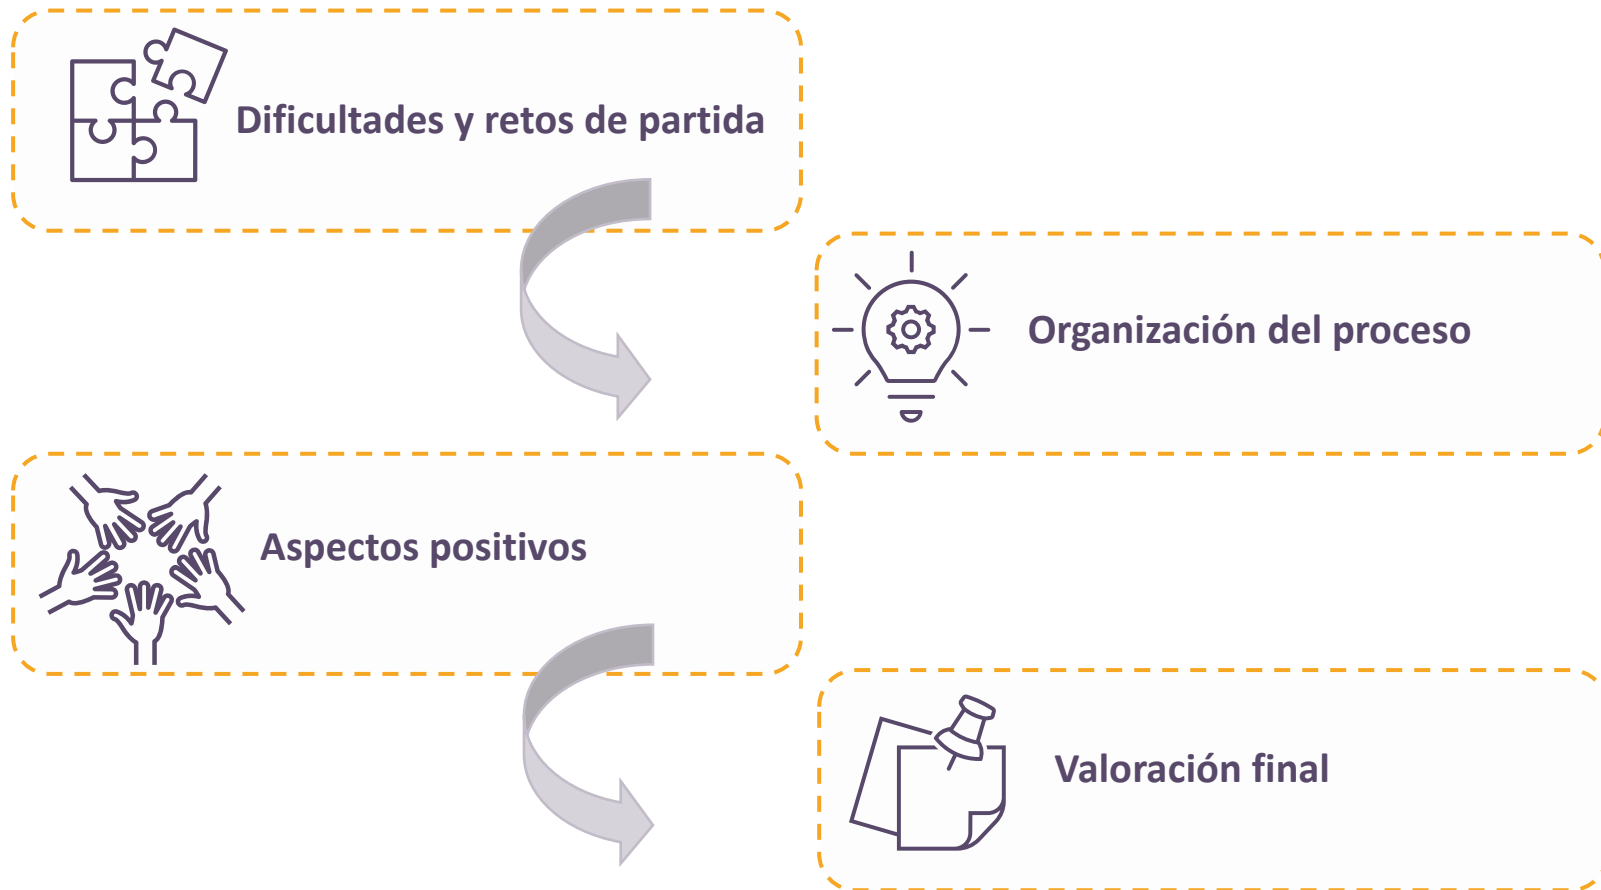 Dificultades y retos de partida
Organización del proceso
Aspectos positivos
Valoración final